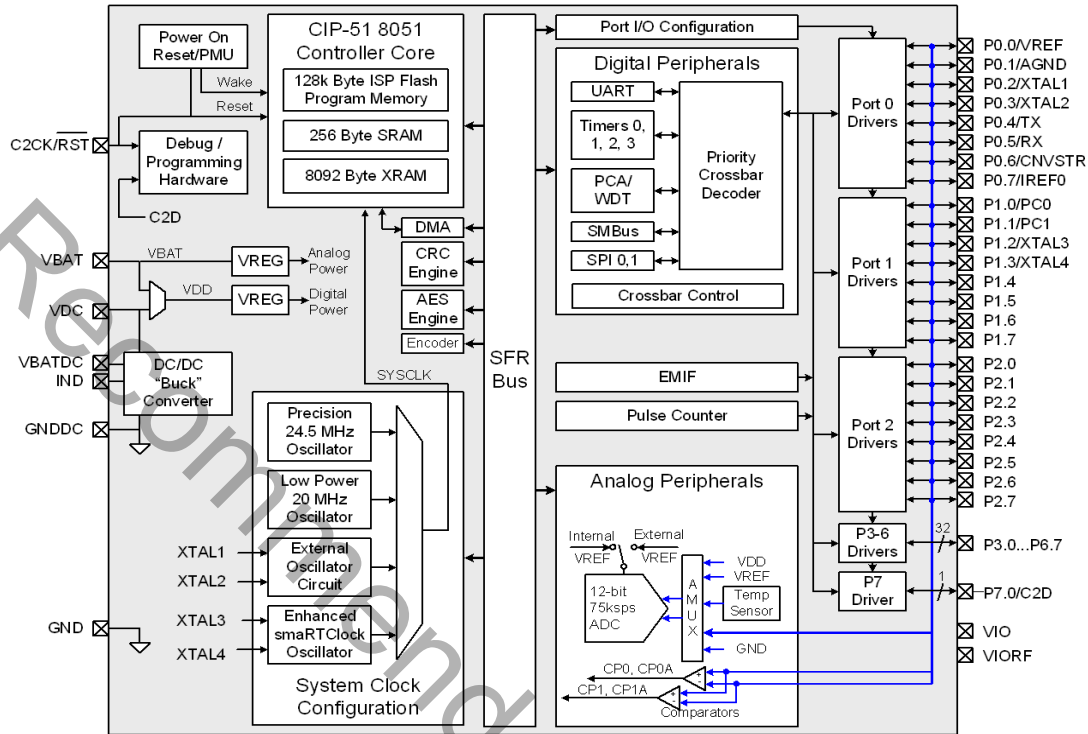 Power On
Reset/PMU
Wake
Reset
C2CK/RST
Debug /
Programming
Hardware
C2D
VBAT
VBAT
VREG
Analog
Power
VDC
VDD
VREG
Digital
Power
VBATDC
IND
DC/DC
“Buck”
Converter
GNDDC
GND
CIP-51 8051
Controller Core
128k Byte ISP Flash
Program Memory
256 Byte SRAM
8092 Byte XRAM
DMA
CRC
Engine
AES
Engine
Encoder
SYSCLK
Precision
24.5 MHz
Oscillator
Low Power
20 MHz
Oscillator
XTAL1
XTAL2
External
Oscillator
Circuit
XTAL3
XTAL4
Enhanced
smaRTClock
Oscillator
System Clock
Configuration
SFR
Bus
Port I/O Configuration
Digital Peripherals
UART
Timers 0,
1, 2, 3
PCA/
WDT
SMBus
SPI 0,1
Priority
Crossbar
Decoder
Crossbar Control
EMIF
Pulse Counter
Analog Peripherals
Internal
VREF
External
VREF
12-bit
75ksps
ADC
A
M
U
X
VDD
VREF
Temp
Sensor
GND
CP0, CP0A
CP1, CP1A
+
-
+
-
Comparators
Port 0
Drivers
Port 1
Drivers
Port 2
Drivers
P3-6
Drivers
P7
Driver
32
1
P0.0/VREF
P0.1/AGND
P0.2/XTAL1
P0.3/XTAL2
P0.4/TX
P0.5/RX
P0.6/CNVSTR
P0.7/IREF0
P1.0/PC0
P1.1/PC1
P1.2/XTAL3
P1.3/XTAL4
P1.4
P1.5
P1.6
P1.7
P2.0
P2.1
P2.2
P2.3
P2.4
P2.5
P2.6
P2.7
P3.0...P6.7
P7.0/C2D
VIO
VIORF
Recommend